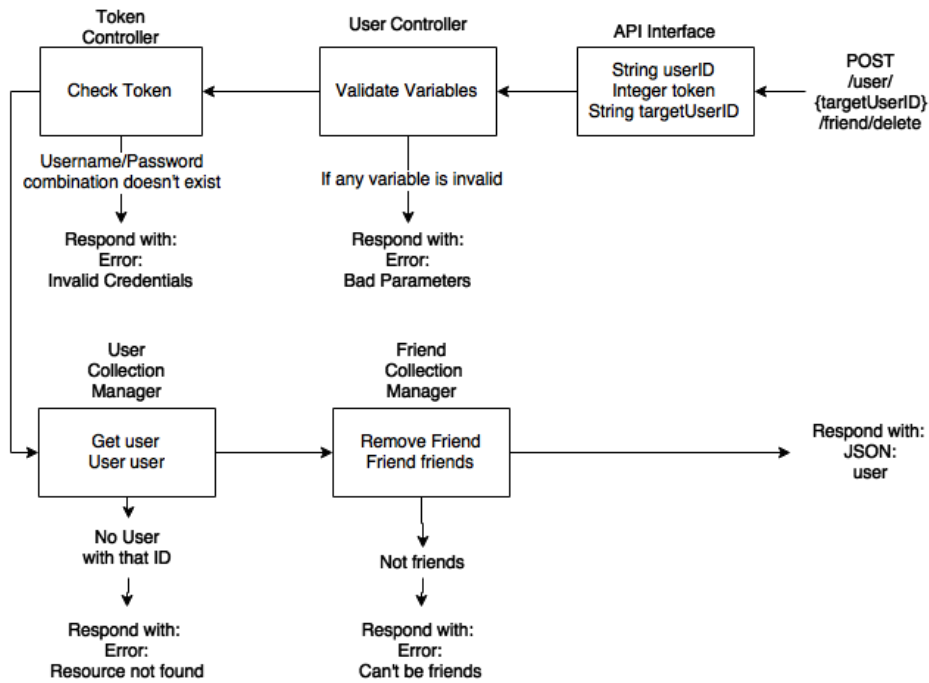 Token
Controller
Check Token
Username/Password
combination doesn't exist
Respond with:
Error:
Invalid Credentials
User Controller
Validate Variables
If any variable is invalid
Respond with:
Error:
Bad Parameters
API Interface
String userID
Integer token
String targetUserID
POST
/user/
{targetUserID}
/friend/delete
User
Collection
Manager
Get user
User user
No User
with that ID
Respond with:
Error:
Resource not found
Friend
Collection
Manager
Remove Friend
Friend friends
Not friends
Respond with:
Error:
Can't be friends
Respond with:
JSON:
user